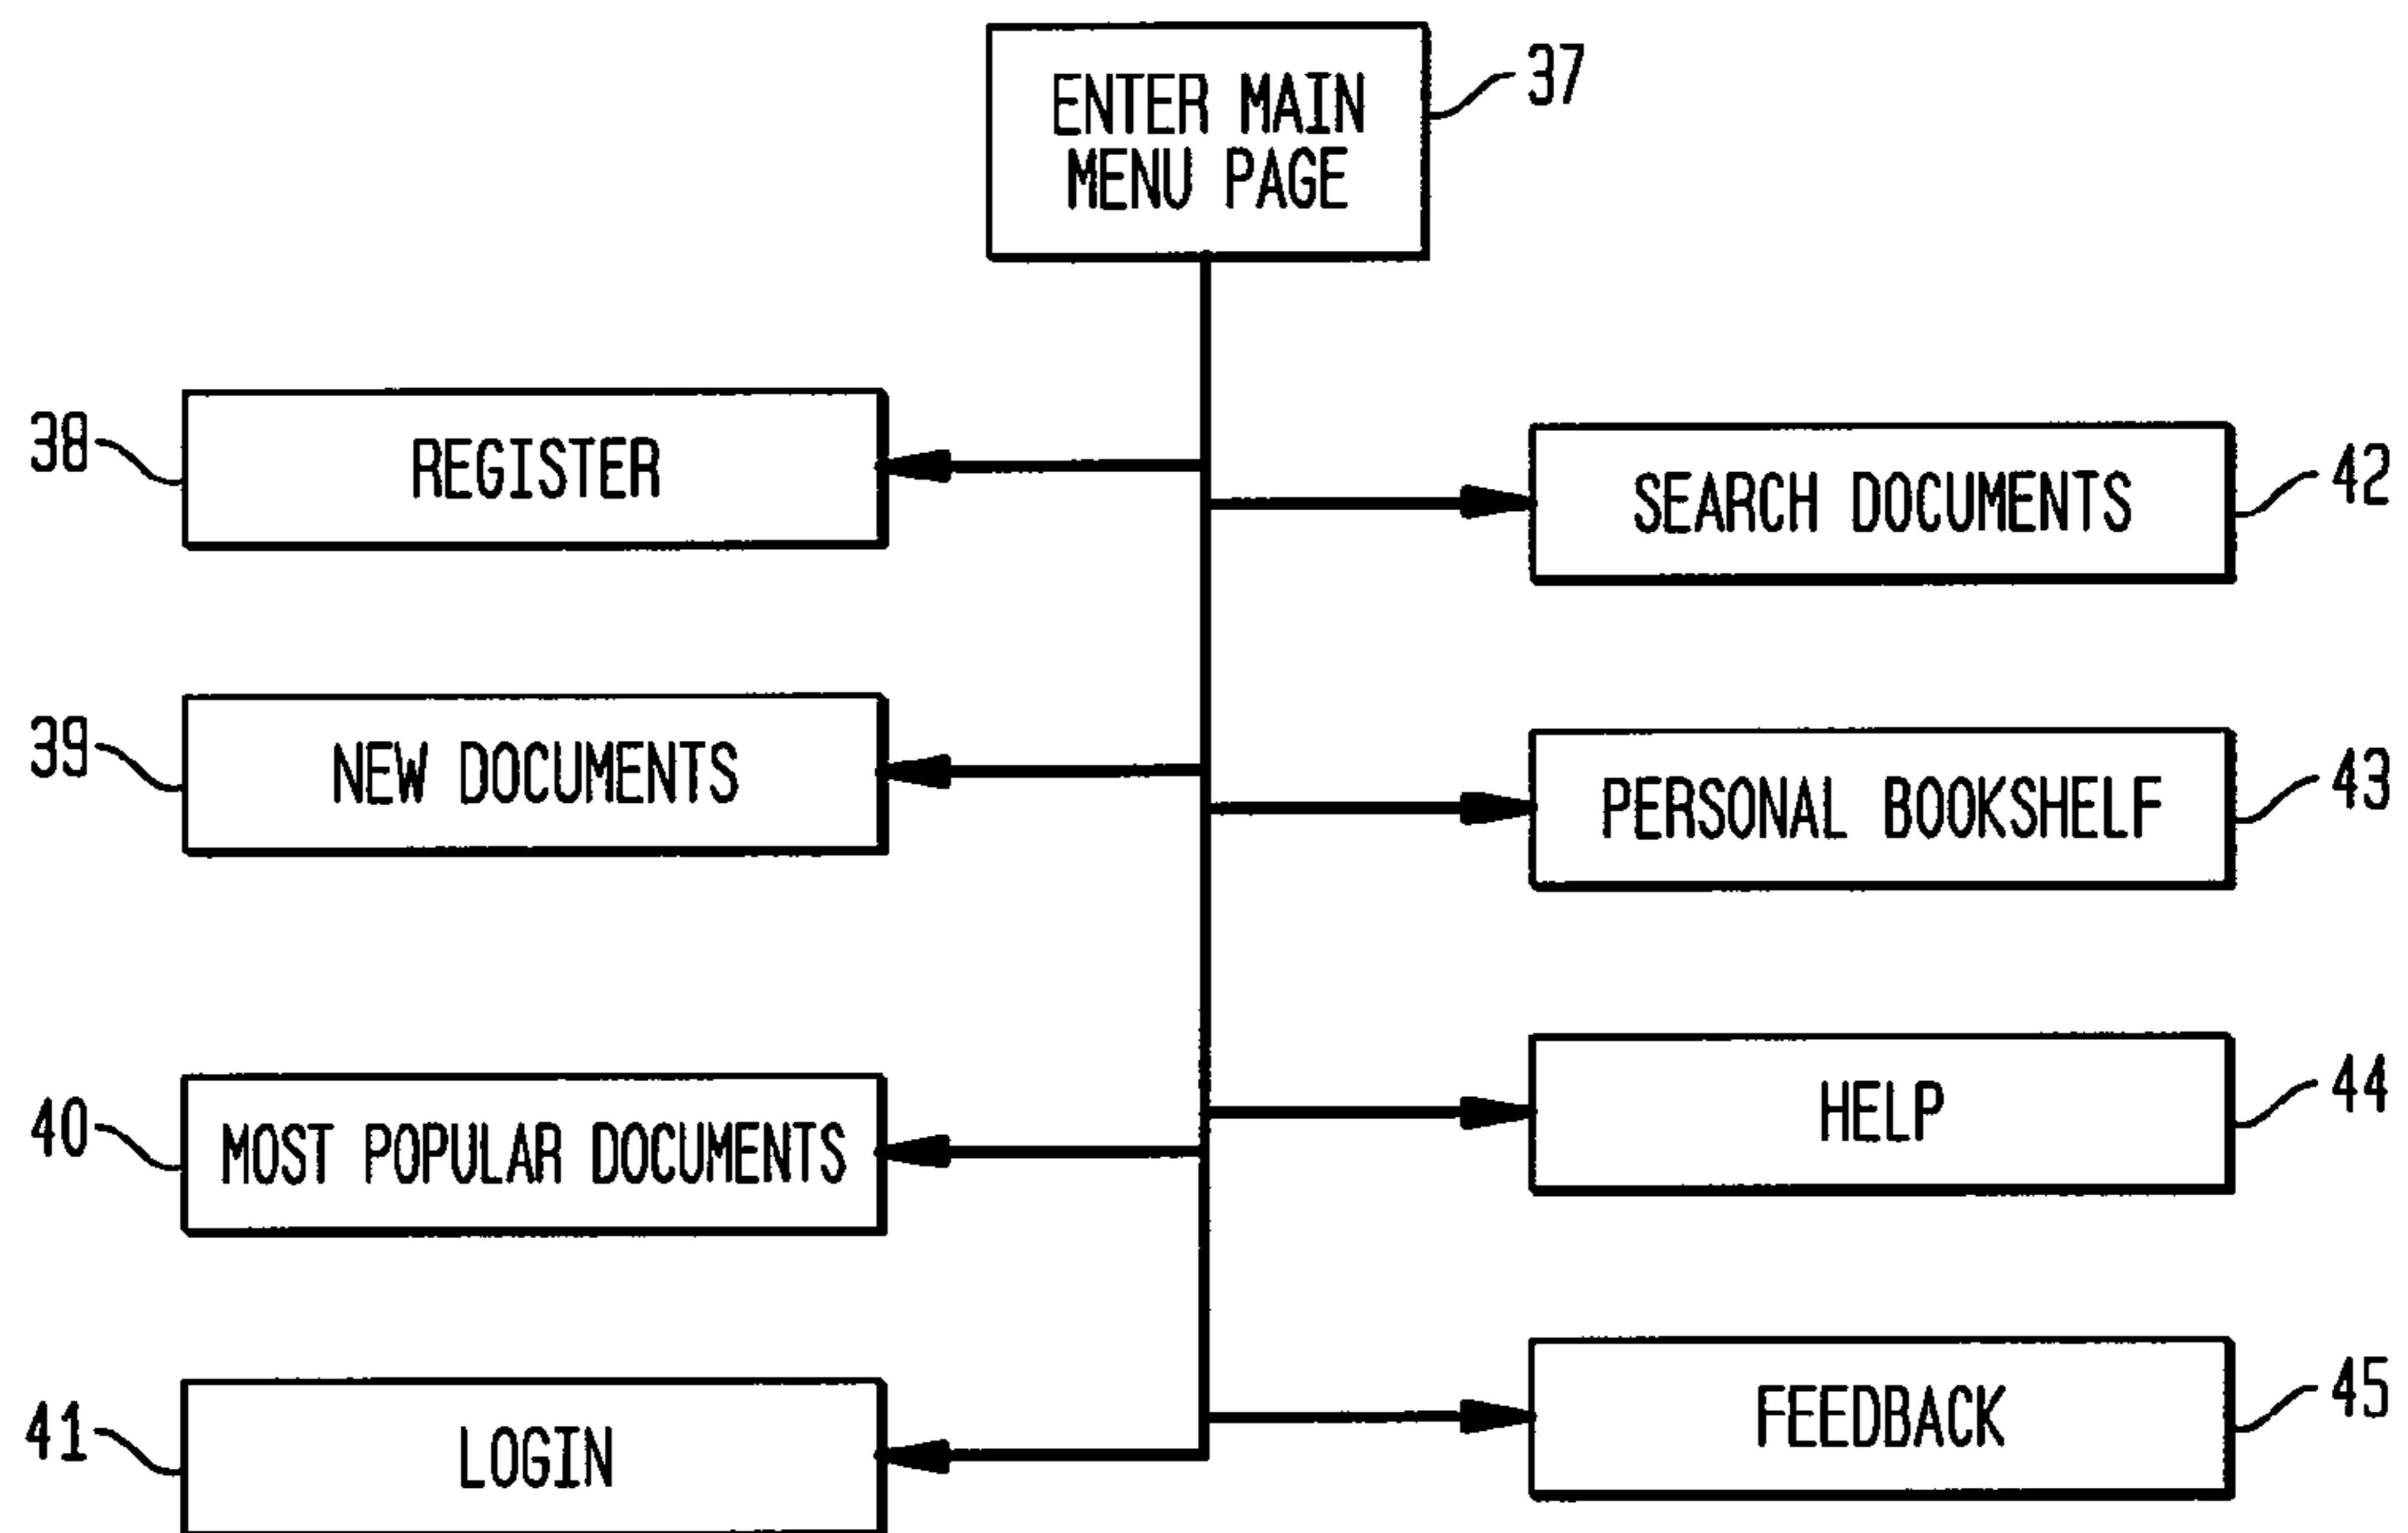 ENTER MAIN
MENU PAGE
37
38
REGISTER
SEARCH DOCUMENTS
42
39
NEW DOCUMENTS
PERSONAL BOOKSHELF
43
40
MOST POPULAR DOCUMENTS
HELP
44
41
LOGIN
FEEDBACK
45